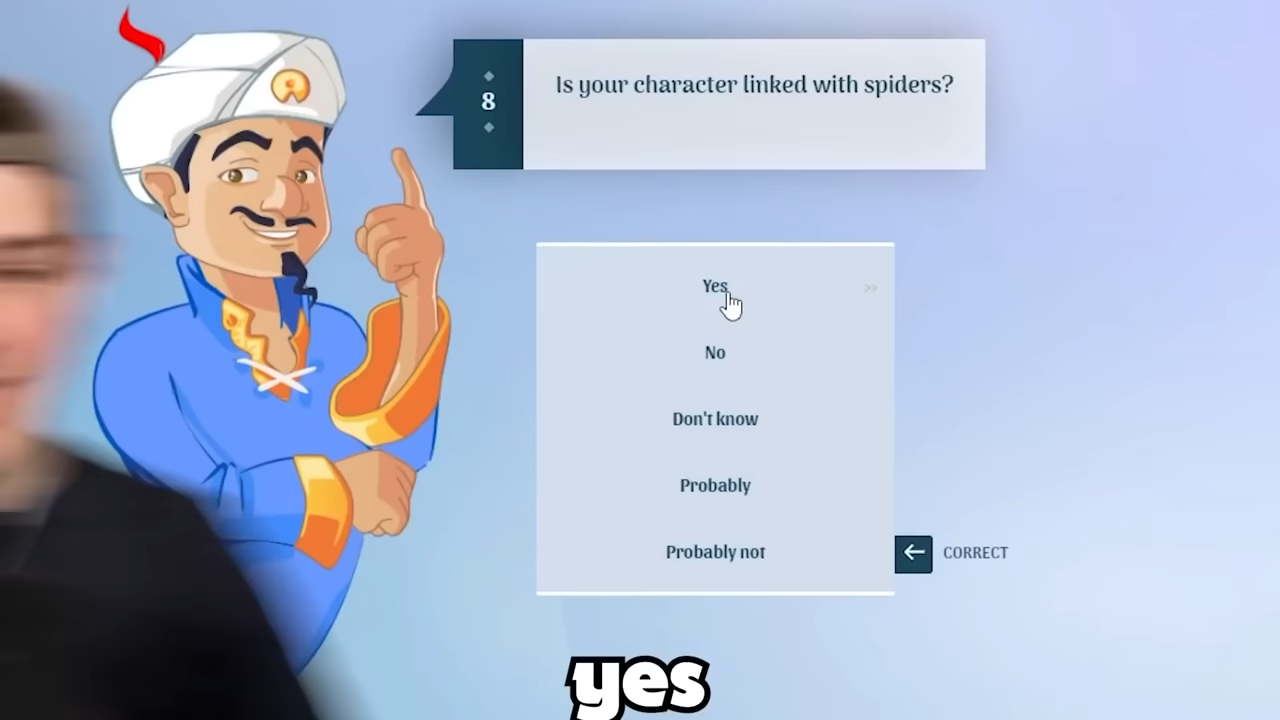 8
Is your character linked with spiders?
Yes
No
Don't know
Probably
Probably not
CORRECT
yes